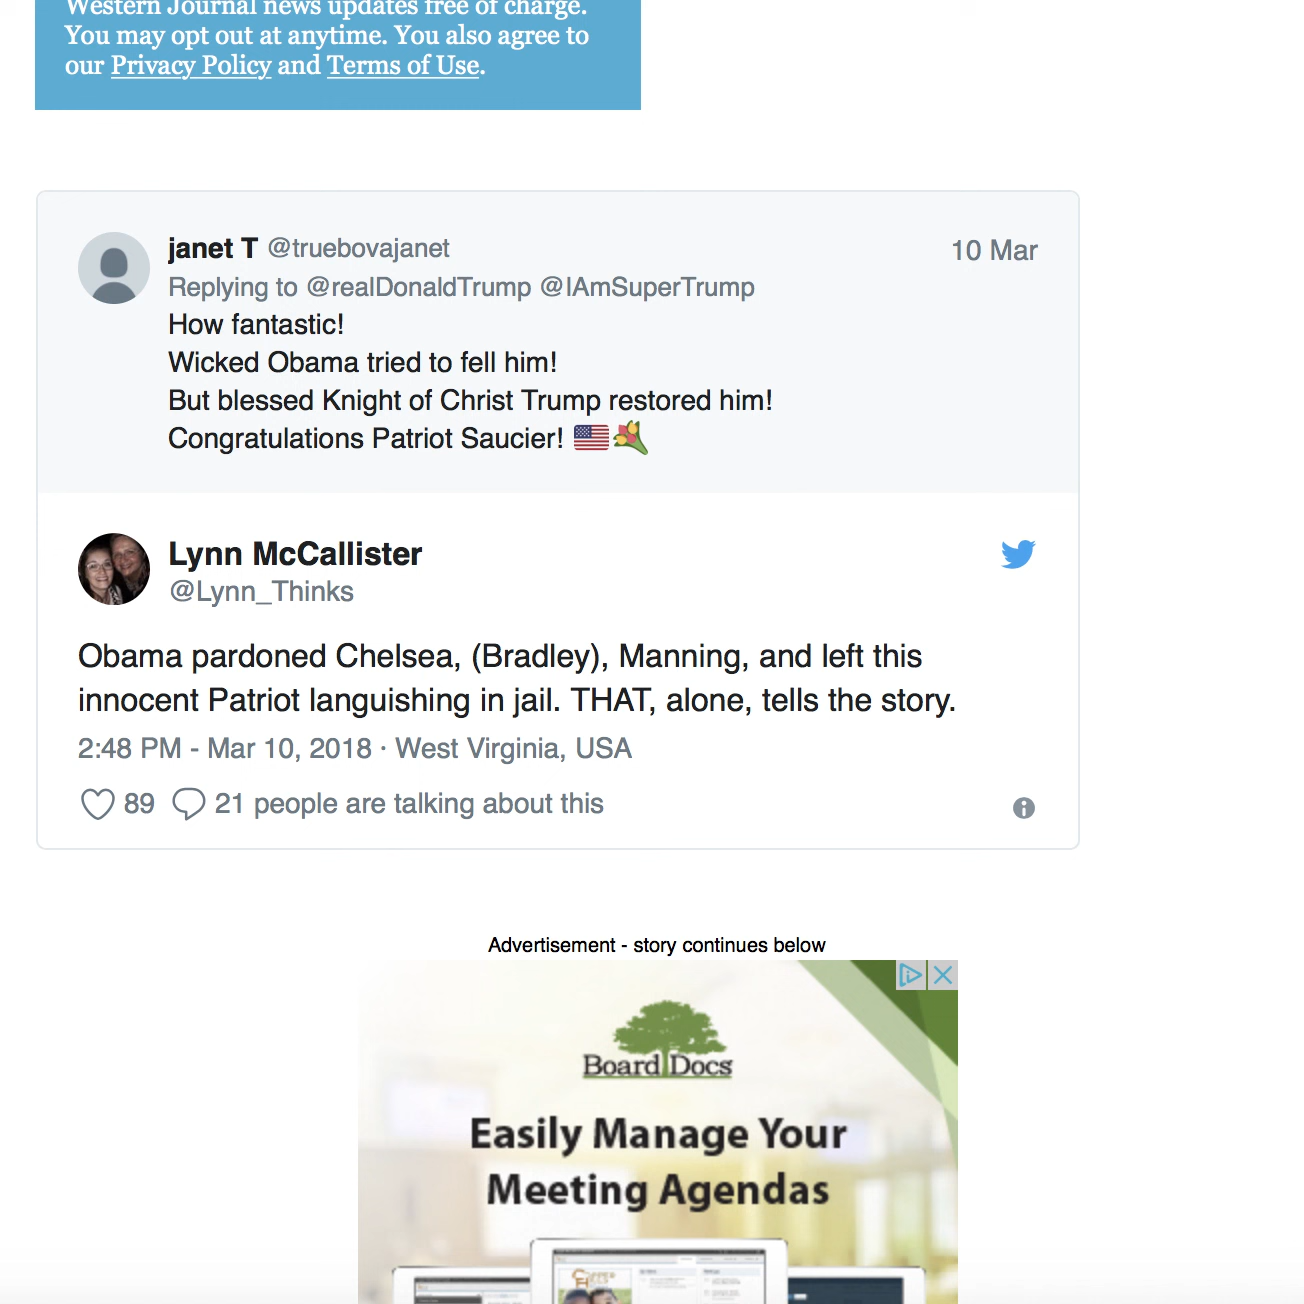 Western Journal news updates free of charge.
You may opt out at anytime. You also agree to
our Privacy Policy and Terms of Use.
janet T @truebovajanet
10 Mar
Replying to @realDonaldTrump @IAmSuperTrump
How fantastic!
Wicked Obama tried to fell him!
But blessed Knight of Christ Trump restored him!
Congratulations Patriot Saucier! 🇺🇸💐
Lynn McCallister
@Lynn_Thinks
Obama pardoned Chelsea, (Bradley), Manning, and left this
innocent Patriot languishing in jail. THAT, alone, tells the story.
2:48 PM - Mar 10, 2018 · West Virginia, USA
89
21 people are talking about this
Advertisement - story continues below
BoardDocs
Easily Manage Your
Meeting Agendas